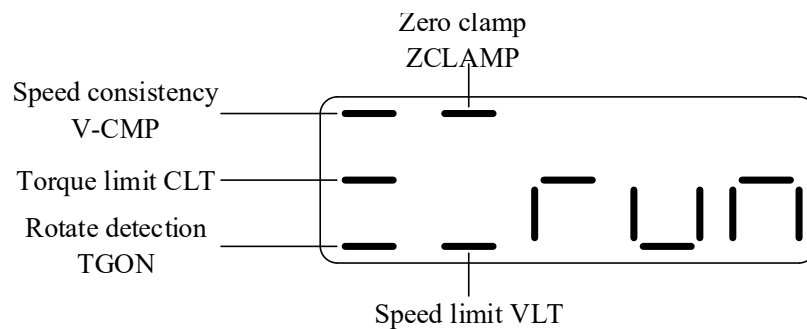 Zero clamp
ZCLAMP
Speed consistency
V-CMP
Torque limit CLT
Rotate detection
TGON
run
Speed limit VLT